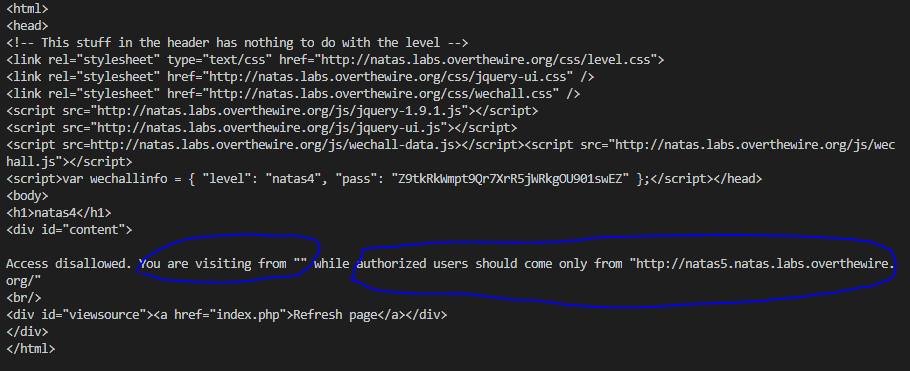 <html>
<head>
<!-- This stuff in the header has nothing to do with the level -->
<link rel="stylesheet" type="text/css" href="http://natas.labs.overthewire.org/css/level.css">
<link rel="stylesheet" href="http://natas.labs.overthewire.org/css/jquery-ui.css" />
<link rel="stylesheet" href="http://natas.labs.overthewire.org/css/wechall.css" />
<script src="http://natas.labs.overthewire.org/js/jquery-1.9.1.js"></script>
<script src="http://natas.labs.overthewire.org/js/jquery-ui.js"></script>
<script src=http://natas.labs.overthewire.org/js/wechall-data.js></script><script src="http://natas.labs.overthewire.org/js/wec
hall.js"></script>
<script>var wechallinfo = { "level": "natas4", "pass": "Z9tkRkWmpt9Qr7XrR5jWRkgOU901swEZ" };</script></head>
<body>
<h1>natas4</h1>
<div id="content">
Access disallowed. You are visiting from "" while authorized users should come only from "http://natas5.natas.labs.overthewire.
org/"
<br/>
<div id="viewsource"><a href="index.php">Refresh page</a></div>
</div>
</html>